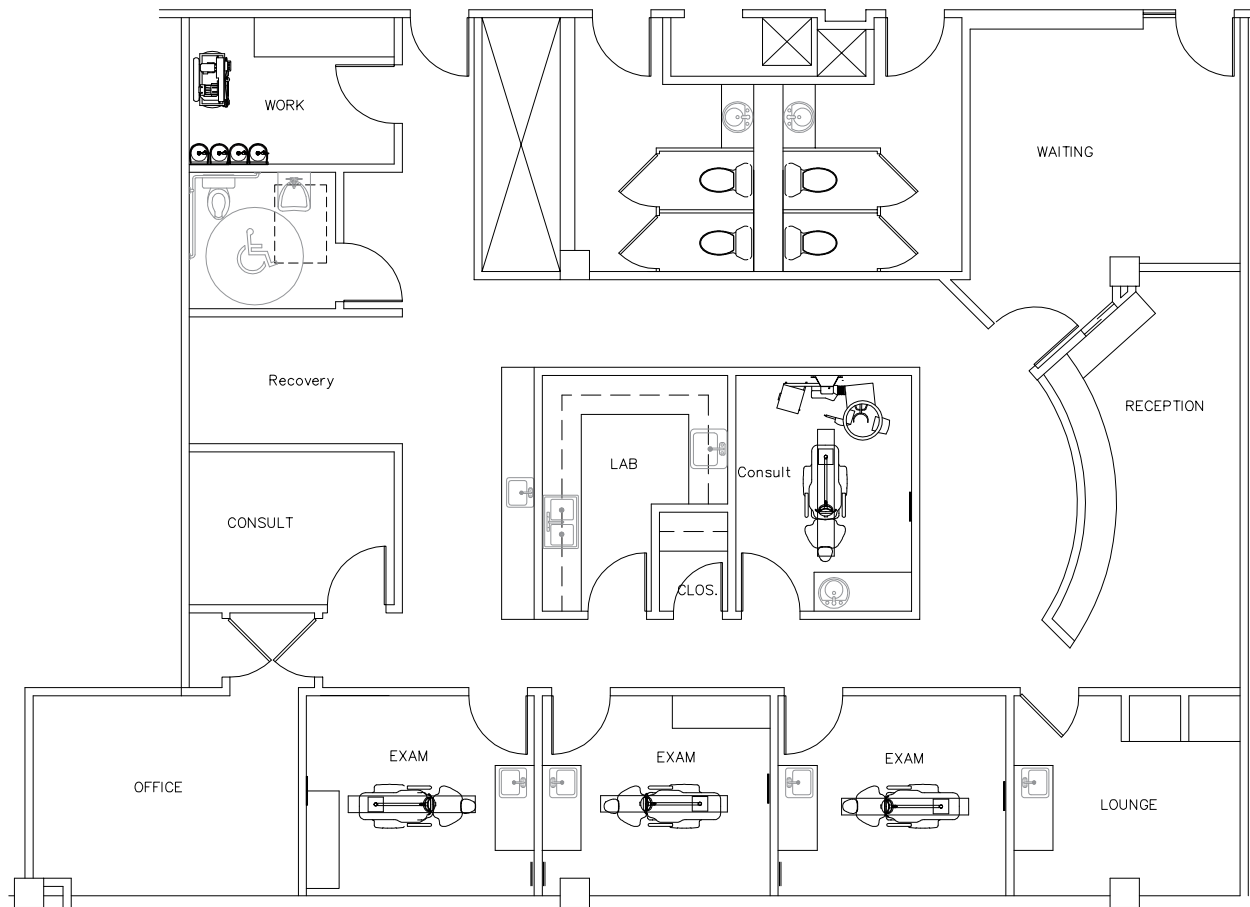 WORK
WAITING
Recovery
RECEPTION
LAB
Consult
CONSULT
CLOS.
EXAM
EXAM
EXAM
OFFICE
LOUNGE